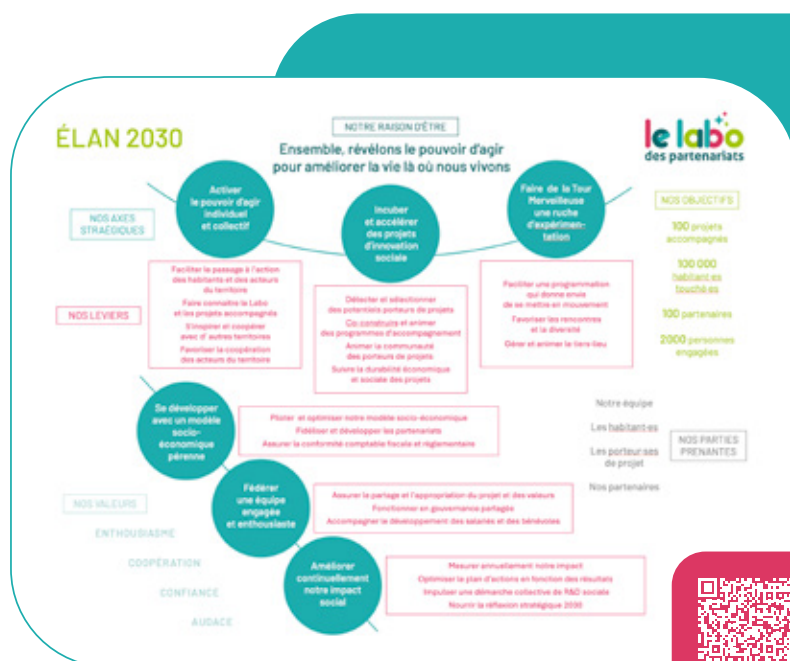 ÉLAN 2030
NOTRE RAISON D'ÊTRE
Ensemble, révélons le pouvoir d'agir
pour améliorer la vie là où nous vivons
le labo
des partenariats
NOS AXES
STRAÉGIQUES
Activer
le pouvoir d'agir
individuel
et collectif
Incuber
et accélérer
des projets
d'innovation
sociale
Faire de la Tour
Merveilleuse
une ruche
d'expérimen-
tation
NOS OBJECTIFS
100 projets
accompagnés
100 000
habitant·es
touché·es
100 partenaires
2000 personnes
engagées
NOS LEVIERS
Faciliter le passage à l'action
des habitants et des acteurs
du territoire
Faire connaitre le Labo
et les projets accompagnés
S'inspirer et coopérer
avec d' autres territoires
Favoriser la coopération
des acteurs du territoire
Détecter et sélectionner
des potentiels porteurs de projets
Co-construire et animer
des programmes d'accompagnement
Animer la communauté
des porteurs de projets
Suivre la durabilité économique
et sociale des projets
Faciliter une programmation
qui donne envie
de se mettre en mouvement
Favoriser les rencontres
et la diversité
Gérer et animer le tiers-lieu
Se développer
avec un modèle
socio-
économique
pérenne
Piloter et optimiser notre modèle socio-économique
Fidéliser et développer les partenariats
Assurer la conformité comptable fiscale et règlementaire
Fédérer
une équipe
engagée
et enthousiaste
Assurer le partage et l'appropriation du projet et des valeurs
Fonctionner en gouvernance partagée
Accompagner le développement des salariés et des bénévoles
Améliorer
continuellement
notre impact
social
Mesurer annuellement notre impact
Optimiser le plan d'actions en fonction des résultats
Impulser une démarche collective de R&D sociale
Nourrir la réflexion stratégique 2030
Notre équipe
Les habitant·es
Les porteur·ses
de projet
Nos partenaires
NOS PARTIES
PRENANTES
NOS VALEURS
ENTHOUSIASME
COOPÉRATION
CONFIANCE
AUDACE